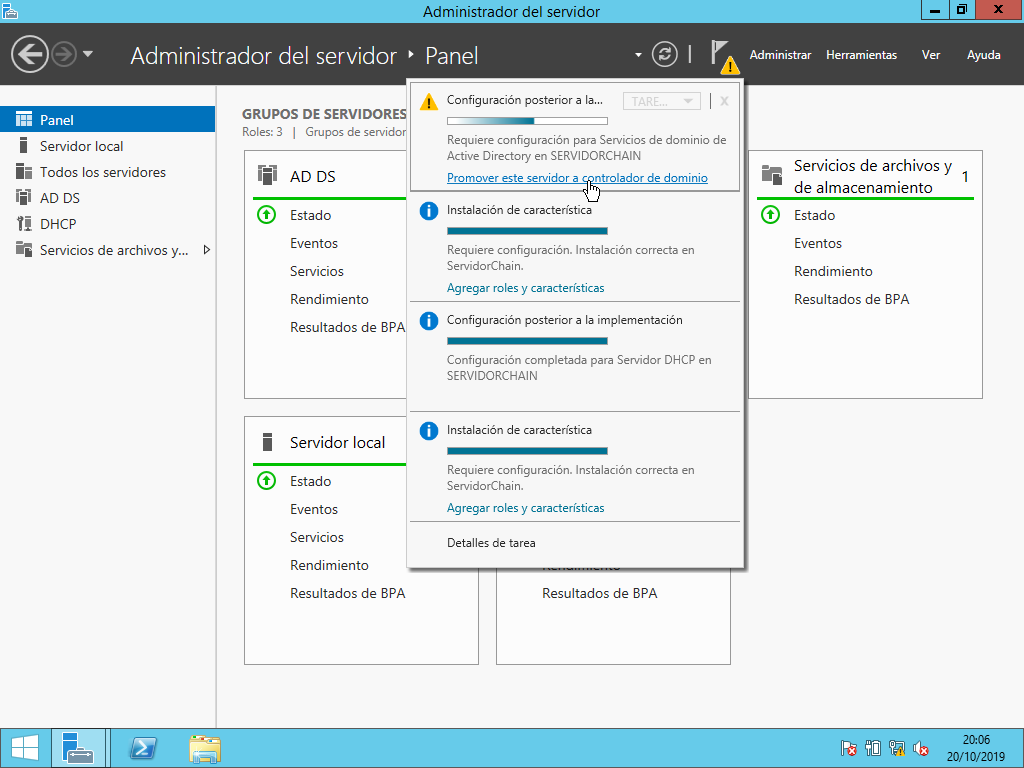 Administrador del servidor
Administrador del servidor ‣ Panel
Administrar
Herramientas
Ver
Ayuda
Panel
Servidor local
Todos los servidores
AD DS
DHCP
Servicios de archivos y...
GRUPOS DE SERVIDORES
Roles: 3 | Grupos de servidor
AD DS
Estado
Eventos
Servicios
Rendimiento
Resultados de BPA
Configuración posterior a la...
TARE...
X
Requiere configuración para Servicios de dominio de
Active Directory en SERVIDORCHAIN
Promover este servidor a controlador de dominio
Instalación de característica
Requiere configuración. Instalación correcta en
ServidorChain.
Agregar roles y características
Configuración posterior a la implementación
Configuración completada para Servidor DHCP en
SERVIDORCHAIN
Instalación de característica
Requiere configuración. Instalación correcta en
ServidorChain.
Agregar roles y características
Detalles de tarea
Servicios de archivos y
de almacenamiento
1
Estado
Eventos
Rendimiento
Resultados de BPA
Servidor local
Estado
Eventos
Servicios
Rendimiento
Resultados de BPA
Rendimiento
Resultados de BPA
20:06
20/10/2019